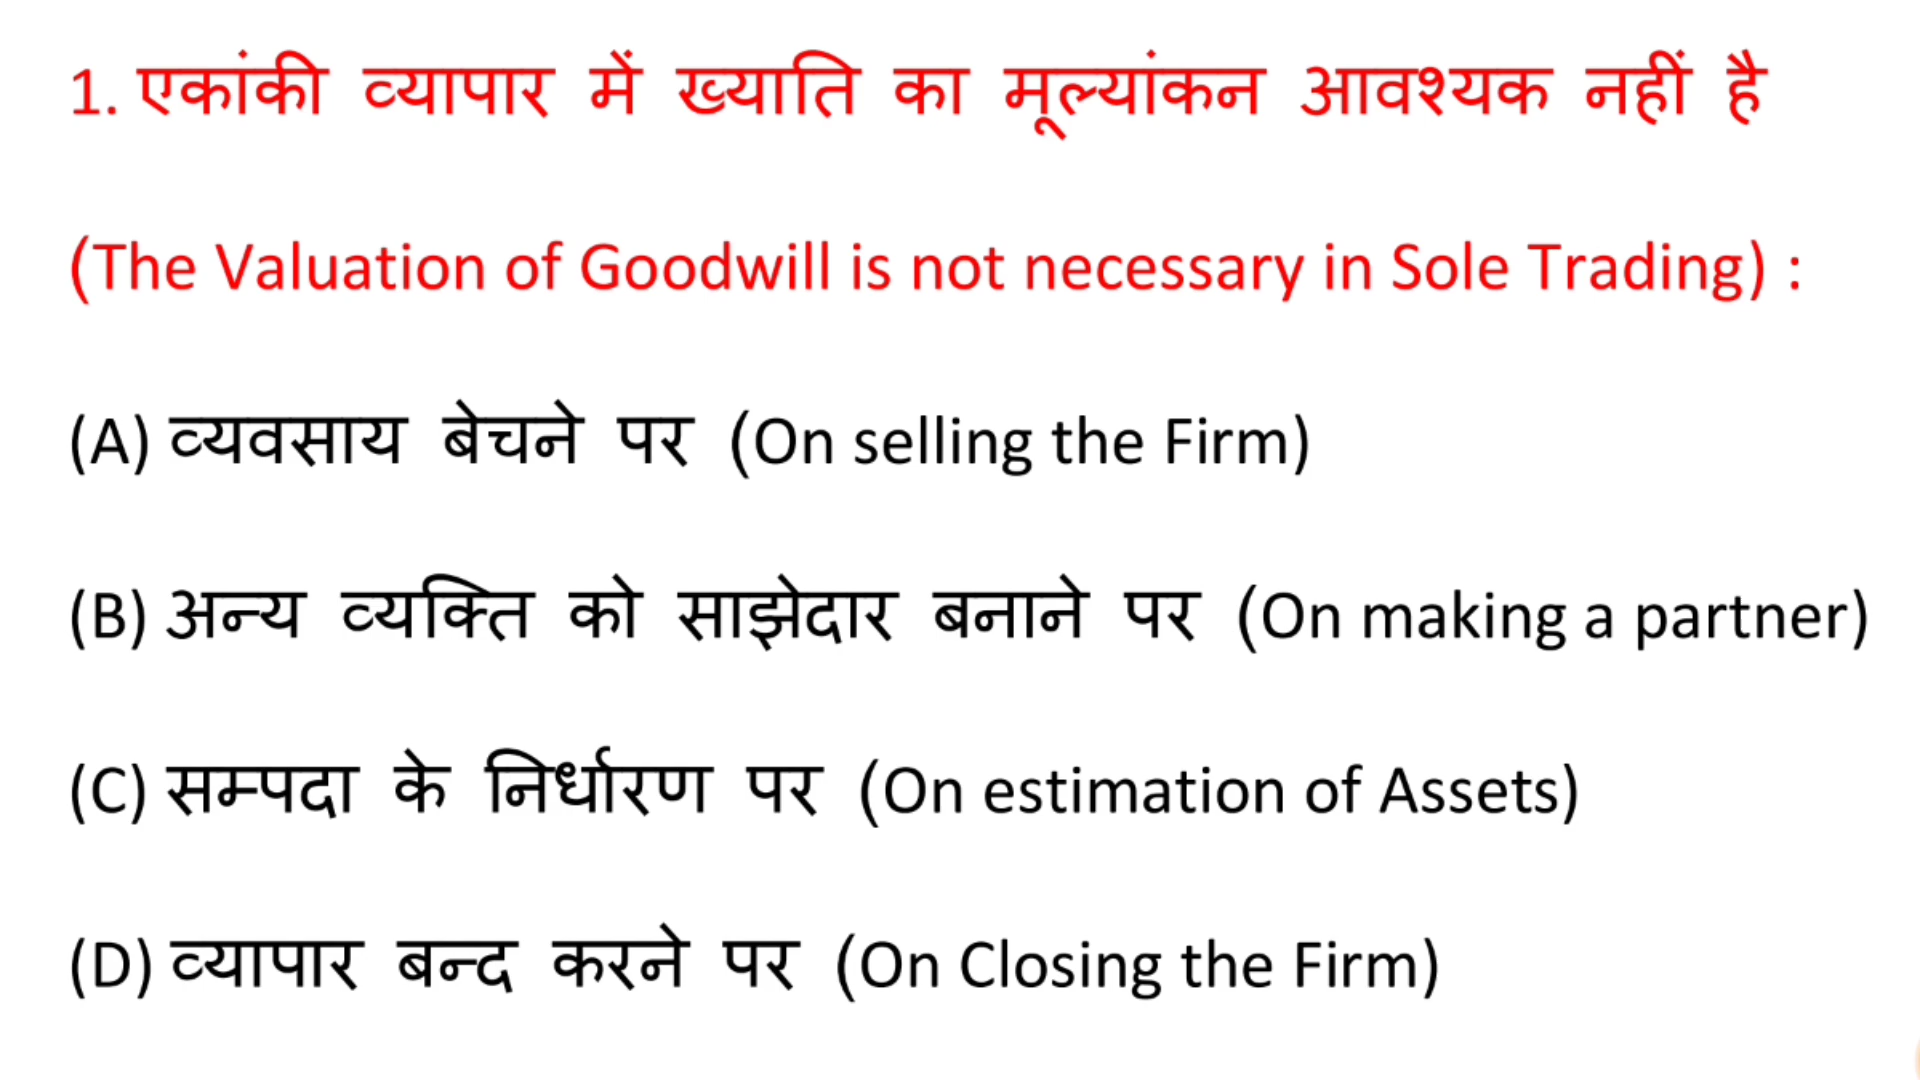 1. एकांकी व्यापार में ख्याति का मूल्यांकन आवश्यक नहीं है
(The Valuation of Goodwill is not necessary in Sole Trading) :
(A) व्यवसाय बेचने पर (On selling the Firm)
(B) अन्य व्यक्ति को साझेदार बनाने पर (On making a partner)
(C) सम्पदा के निर्धारण पर (On estimation of Assets)
(D) व्यापार बन्द करने पर (On Closing the Firm)